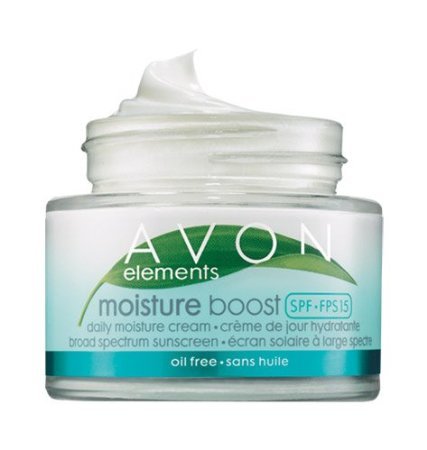 AVON
elements
moisture boost SPF•FPS15
daily moisture cream • crème de jour hydratante
broad spectrum sunscreen • écran solaire à large spectre
oil free • sans huile